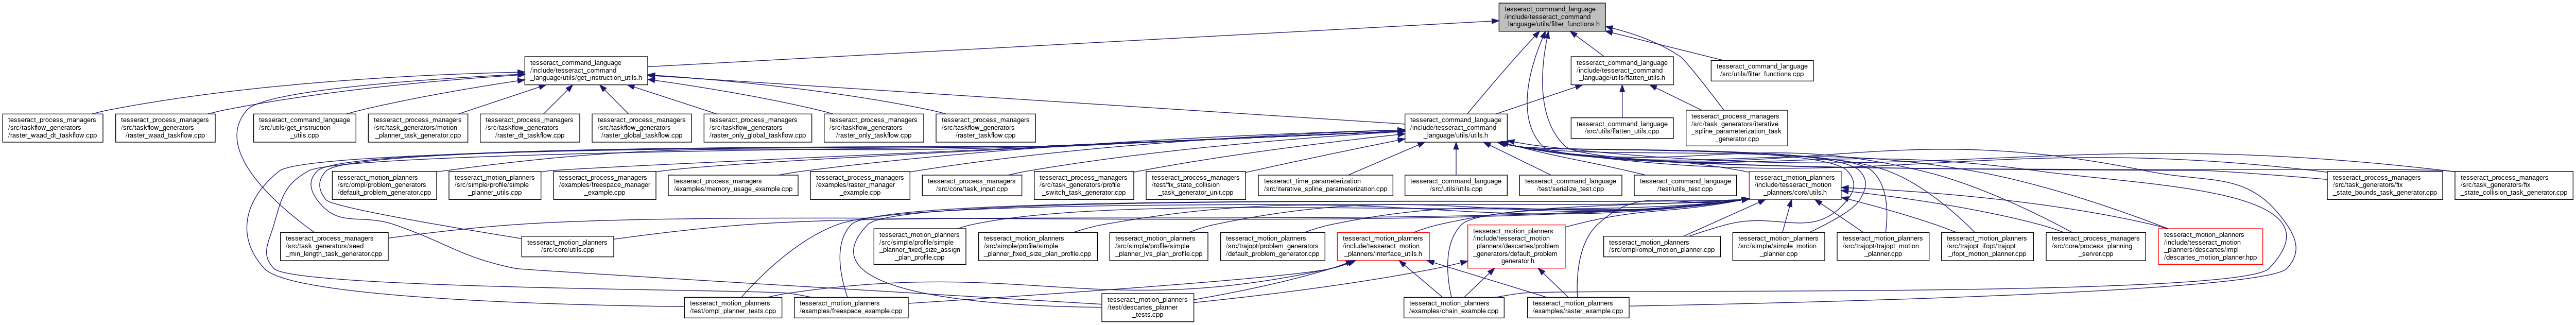 tesseract_command_language
/include/tesseract_command
_language/utils/filter_functions.h
tesseract_command_language
/include/tesseract_command
_language/utils/get_instruction_utils.h
tesseract_command_language
/include/tesseract_command
_language/utils/flatten_utils.h
tesseract_command_language
/src/utils/filter_functions.cpp
tesseract_process_managers
/src/taskflow_generators
/raster_waad_dt_taskflow.cpp
tesseract_process_managers
/src/taskflow_generators
/raster_waad_taskflow.cpp
tesseract_command_language
/src/utils/get_instruction
_utils.cpp
tesseract_process_managers
/src/task_generators/motion
_planner_task_generator.cpp
tesseract_process_managers
/src/taskflow_generators
/raster_dt_taskflow.cpp
tesseract_process_managers
/src/taskflow_generators
/raster_global_taskflow.cpp
tesseract_process_managers
/src/taskflow_generators
/raster_only_global_taskflow.cpp
tesseract_process_managers
/src/taskflow_generators
/raster_only_taskflow.cpp
tesseract_process_managers
/src/taskflow_generators
/raster_taskflow.cpp
tesseract_command_language
/include/tesseract_command
_language/utils/utils.h
tesseract_command_language
/src/utils/flatten_utils.cpp
tesseract_process_managers
/src/task_generators/iterative
_spline_parameterization_task
_generator.cpp
tesseract_motion_planners
/src/ompl/problem_generators
/default_problem_generator.cpp
tesseract_motion_planners
/src/simple/profile/simple
_planner_utils.cpp
tesseract_process_managers
/examples/freespace_manager
_example.cpp
tesseract_process_managers
/examples/memory_usage_example.cpp
tesseract_process_managers
/examples/raster_manager
_example.cpp
tesseract_process_managers
/src/core/task_input.cpp
tesseract_process_managers
/src/task_generators/profile
_switch_task_generator.cpp
tesseract_process_managers
/test/fix_state_collision
_task_generator_unit.cpp
tesseract_time_parameterization
/src/iterative_spline_parameterization.cpp
tesseract_command_language
/src/utils/utils.cpp
tesseract_command_language
/test/serialize_test.cpp
tesseract_command_language
/test/utils_test.cpp
tesseract_motion_planners
/include/tesseract_motion
_planners/core/utils.h
tesseract_process_managers
/src/task_generators/fix
_state_bounds_task_generator.cpp
tesseract_process_managers
/src/task_generators/fix
_state_collision_task_generator.cpp
tesseract_process_managers
/src/task_generators/seed
_min_length_task_generator.cpp
tesseract_motion_planners
/src/core/utils.cpp
tesseract_motion_planners
/src/simple/profile/simple
_planner_fixed_size_assign
_plan_profile.cpp
tesseract_motion_planners
/src/simple/profile/simple
_planner_fixed_size_plan_profile.cpp
tesseract_motion_planners
/src/simple/profile/simple
_planner_lvs_plan_profile.cpp
tesseract_motion_planners
/src/trajopt/problem_generators
/default_problem_generator.cpp
tesseract_motion_planners
/include/tesseract_motion
_planners/interface_utils.h
tesseract_motion_planners
/include/tesseract_motion
_planners/descartes/problem
_generators/default_problem
_generator.h
tesseract_motion_planners
/src/ompl/ompl_motion_planner.cpp
tesseract_motion_planners
/src/simple/simple_motion
_planner.cpp
tesseract_motion_planners
/src/trajopt/trajopt_motion
_planner.cpp
tesseract_motion_planners
/src/trajopt_ifopt/trajopt
_ifopt_motion_planner.cpp
tesseract_process_managers
/src/core/process_planning
_server.cpp
tesseract_motion_planners
/include/tesseract_motion
_planners/descartes/impl
/descartes_motion_planner.hpp
tesseract_motion_planners
/test/ompl_planner_tests.cpp
tesseract_motion_planners
/examples/freespace_example.cpp
tesseract_motion_planners
/test/descartes_planner
_tests.cpp
tesseract_motion_planners
/examples/chain_example.cpp
tesseract_motion_planners
/examples/raster_example.cpp